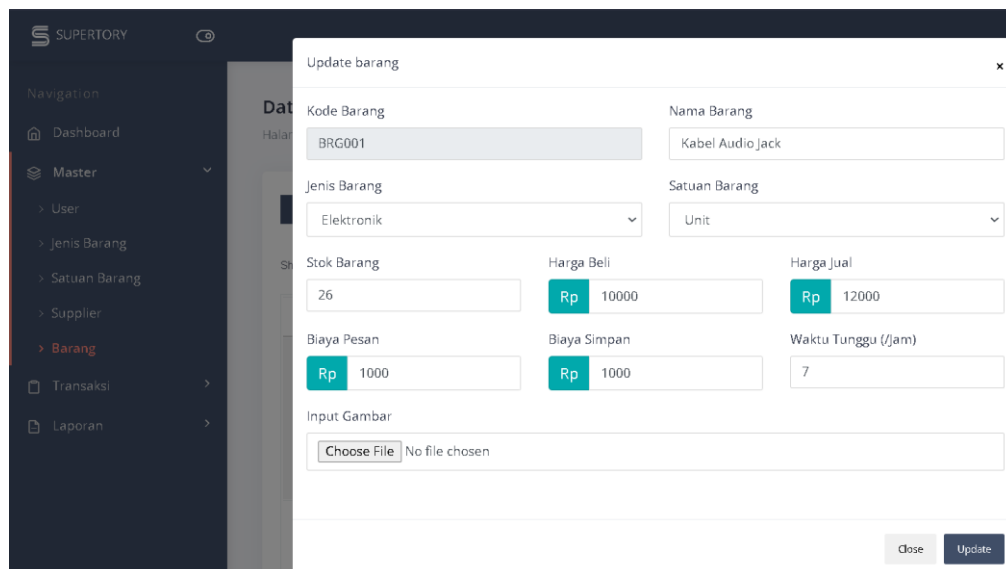 SUPERTORY
Navigation
Dashboard
Master
> User
> Jenis Barang
> Satuan Barang
> Supplier
> Barang
Transaksi
Laporan
Dat
Halar
Sh
Update barang
×
Kode Barang
Nama Barang
BRG001
Kabel Audio Jack
Jenis Barang
Satuan Barang
Elektronik
Unit
Stok Barang
Harga Beli
Harga Jual
26
Rp 10000
Rp 12000
Biaya Pesan
Biaya Simpan
Waktu Tunggu (/Jam)
Rp 1000
Rp 1000
7
Input Gambar
Choose File No file chosen
Close
Update